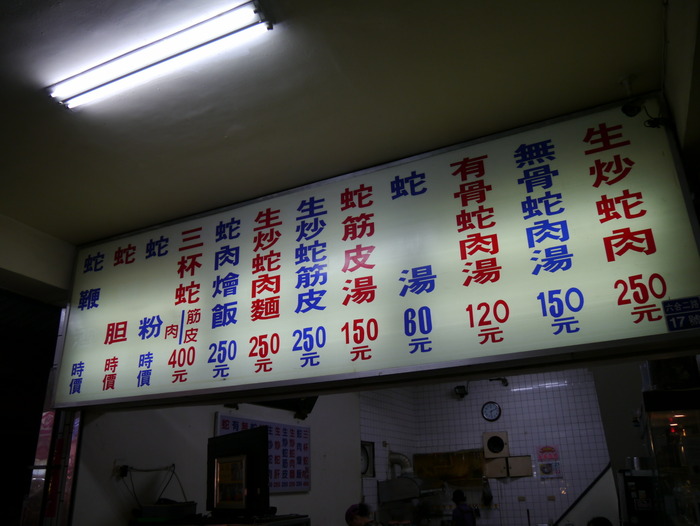 生炒蛇肉 250元
無骨蛇肉湯 150元
有骨蛇肉湯 120元
蛇湯 60元
蛇筋皮湯 150元
生炒蛇筋皮 250元
生炒蛇肉麵 250元
蛇肉燴飯 250元
三杯蛇 筋皮|肉 400元
蛇粉 時價
蛇胆 時價
蛇鞭 時價
17號